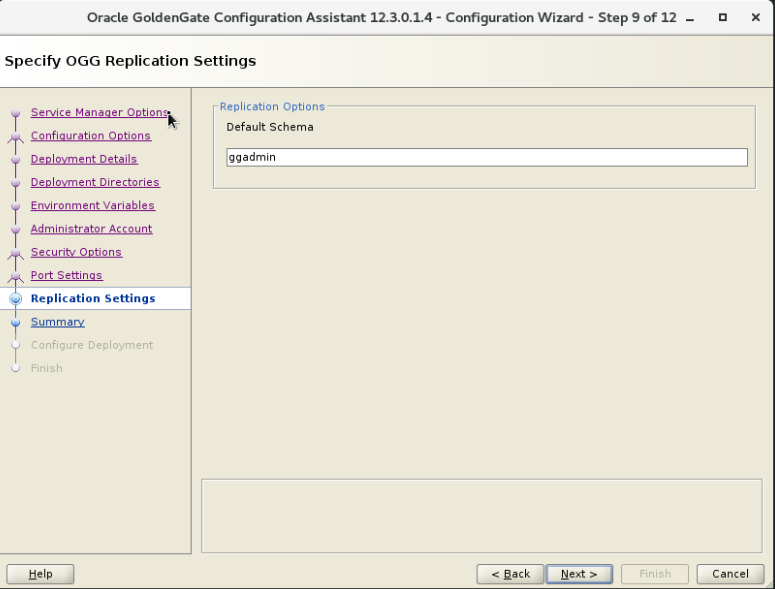 Oracle GoldenGate Configuration Assistant 12.3.0.1.4 - Configuration Wizard - Step 9 of 12
Specify OGG Replication Settings
Service Manager Options
Configuration Options
Deployment Details
Deployment Directories
Environment Variables
Administrator Account
Security Options
Port Settings
Replication Settings
Summary
Configure Deployment
Finish
Replication Options
Default Schema
ggadmin
Help
< Back
Next >
Finish
Cancel